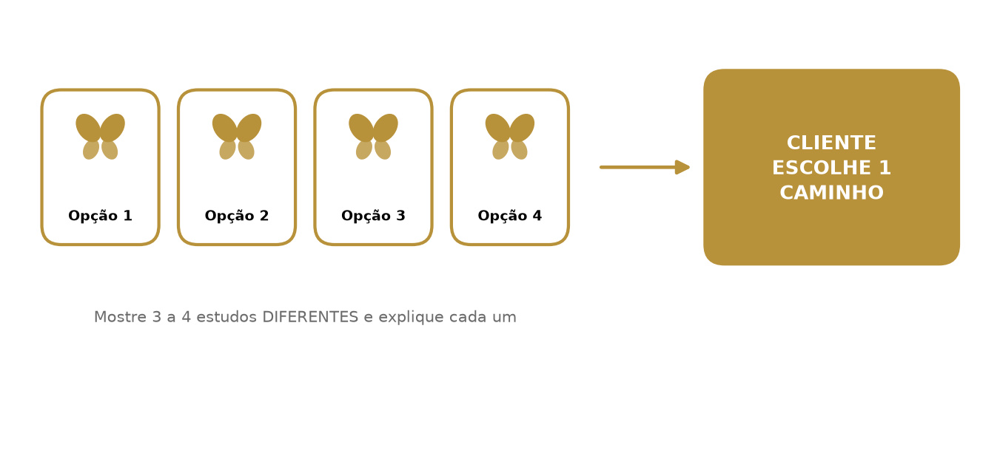 Opção 1
Opção 2
Opção 3
Opção 4
CLIENTE
ESCOLHE 1
CAMINHO
Mostre 3 a 4 estudos DIFERENTES e explique cada um